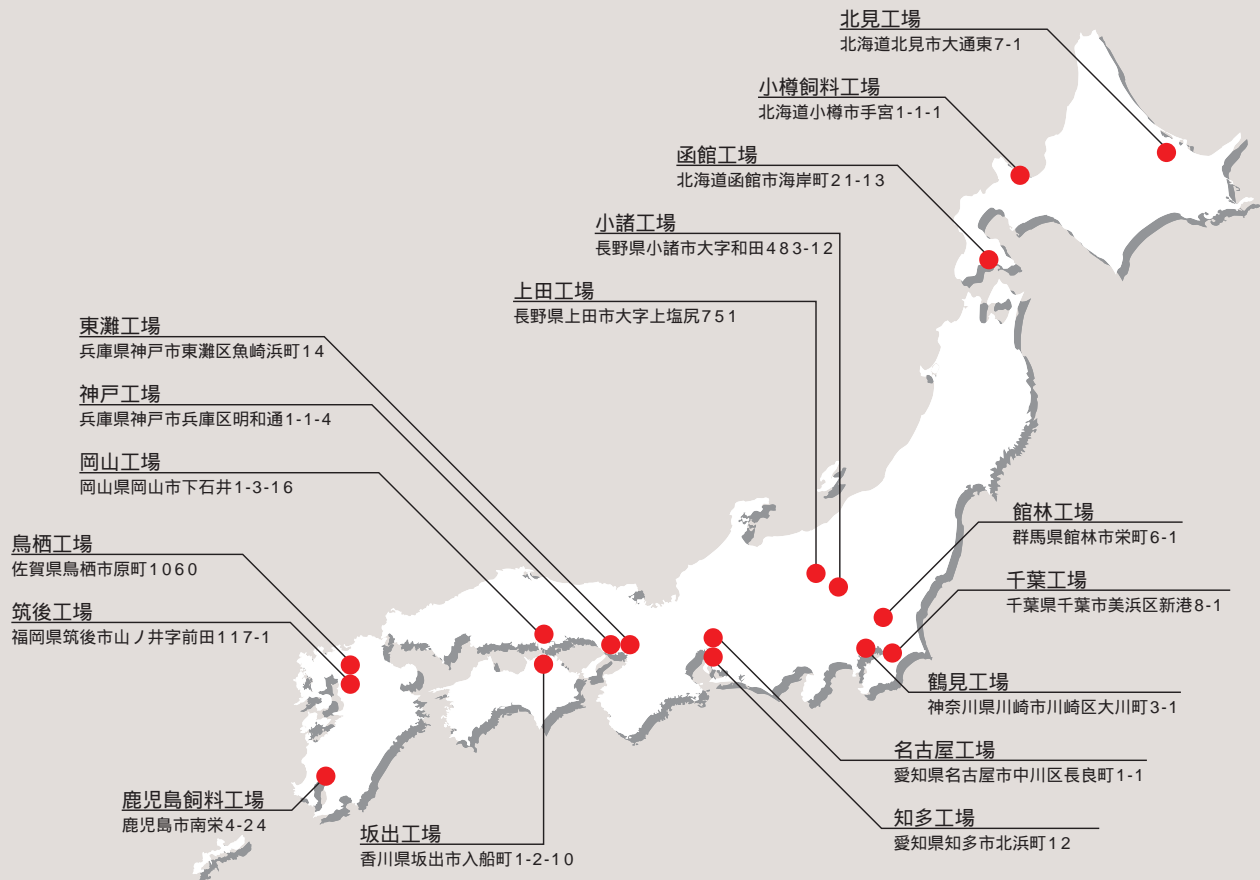 北見工場
北海道北見市大通東7-1
小樽飼料工場
北海道小樽市手宮1-1-1
函館工場
北海道函館市海岸町21-13
小諸工場
長野県小諸市大字和田483-12
上田工場
長野県上田市大字上塩尻751
東灘工場
兵庫県神戸市東灘区魚崎浜町14
神戸工場
兵庫県神戸市兵庫区明和通1-1-4
岡山工場
岡山県岡山市下石井1-3-16
鳥栖工場
佐賀県鳥栖市原町1060
筑後工場
福岡県筑後市山ノ井字前田117-1
館林工場
群馬県館林市栄町6-1
千葉工場
千葉県千葉市美浜区新港8-1
鶴見工場
神奈川県川崎市川崎区大川町3-1
名古屋工場
愛知県名古屋市中川区長良町1-1
知多工場
愛知県知多市北浜町12
鹿児島飼料工場
鹿児島市南栄4-24
坂出工場
香川県坂出市入船町1-2-10